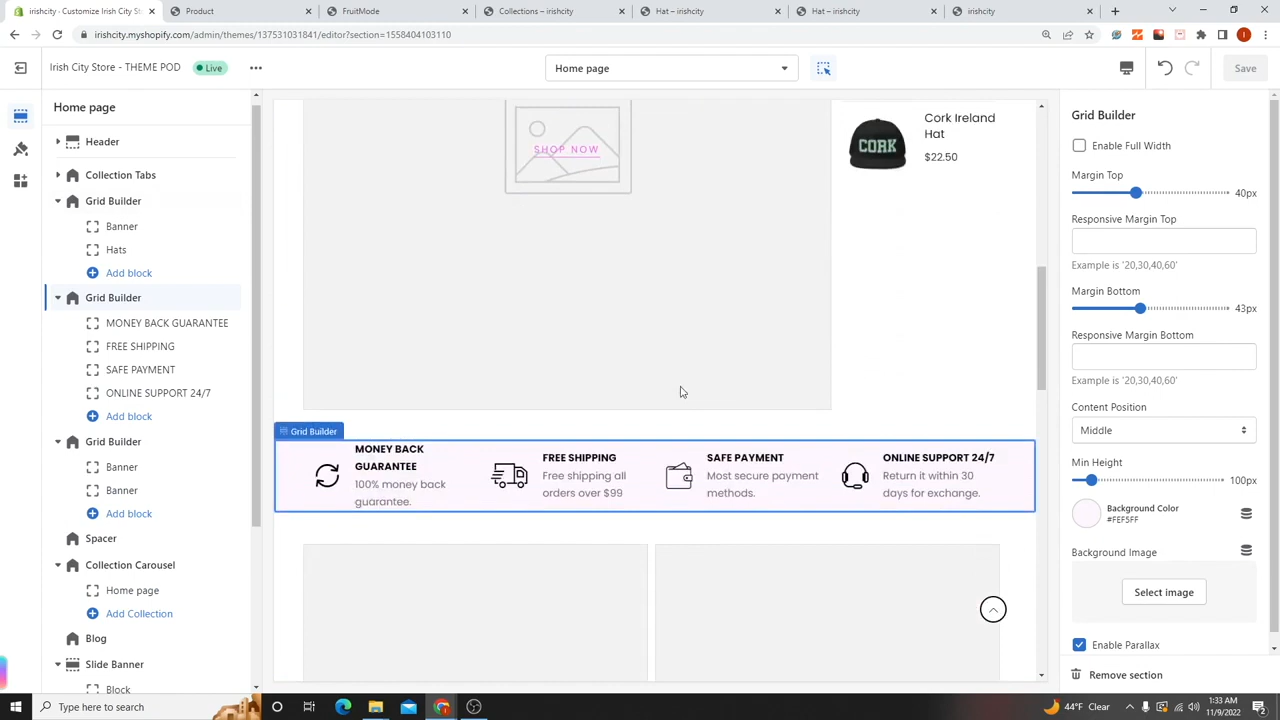 irishcity - Customize Irish Cit
Product
FruitMode
Collections – irishcity
Hat – irishcity
Hat – irishcity
irishcity
irishcity.myshopify.com/admin/themes/137531031841/editor?section=1558404103110
Irish City Store - THEME POD
Live
Home page
Save
Home page
Header
Collection Tabs
Grid Builder
Banner
Hats
Add block
Grid Builder
MONEY BACK GUARANTEE
FREE SHIPPING
SAFE PAYMENT
ONLINE SUPPORT 24/7
Add block
Grid Builder
Banner
Banner
Add block
Spacer
Collection Carousel
Home page
Add Collection
Blog
Slide Banner
Block
SHOP NOW
CORK
Cork Ireland
Hat
$22.50
Grid Builder
MONEY BACK
GUARANTEE
100% money back
guarantee.
FREE SHIPPING
Free shipping all
orders over $99
SAFE PAYMENT
Most secure payment
methods.
ONLINE SUPPORT 24/7
Return it within 30
days for exchange.
Grid Builder
Enable Full Width
Margin Top
40px
Responsive Margin Top
Example is '20,30,40,60'
Margin Bottom
43px
Responsive Margin Bottom
Example is '20,30,40,60'
Content Position
Middle
Min Height
100px
Background Color
#FEF5FF
Background Image
Select image
Enable Parallax
Remove section
Type here to search
44°F Clear
1:33 AM
11/9/2022